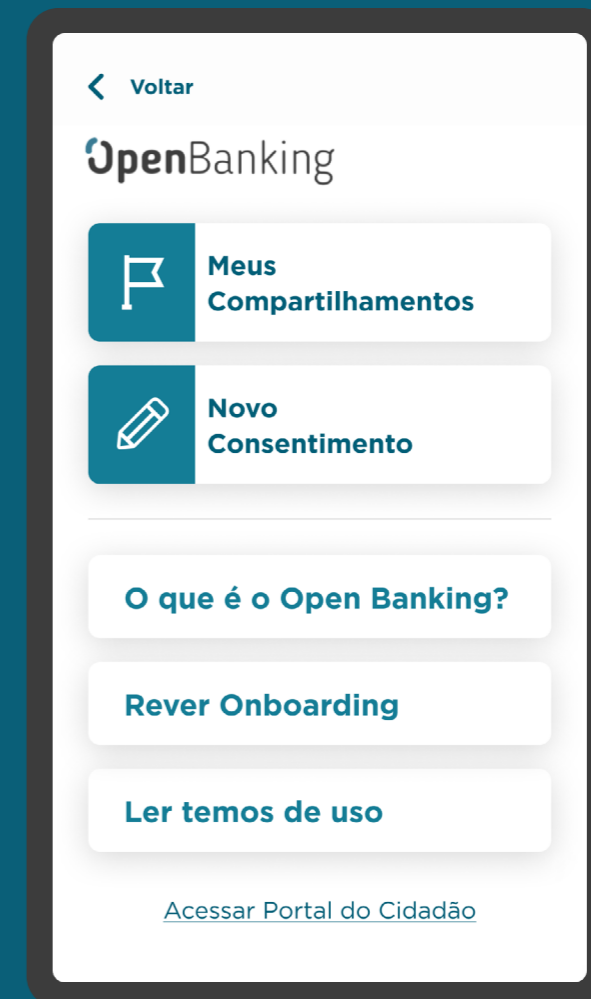 Voltar
OpenBanking
Meus
Compartilhamentos
Novo
Consentimento
O que é o Open Banking?
Rever Onboarding
Ler temos de uso
Acessar Portal do Cidadão